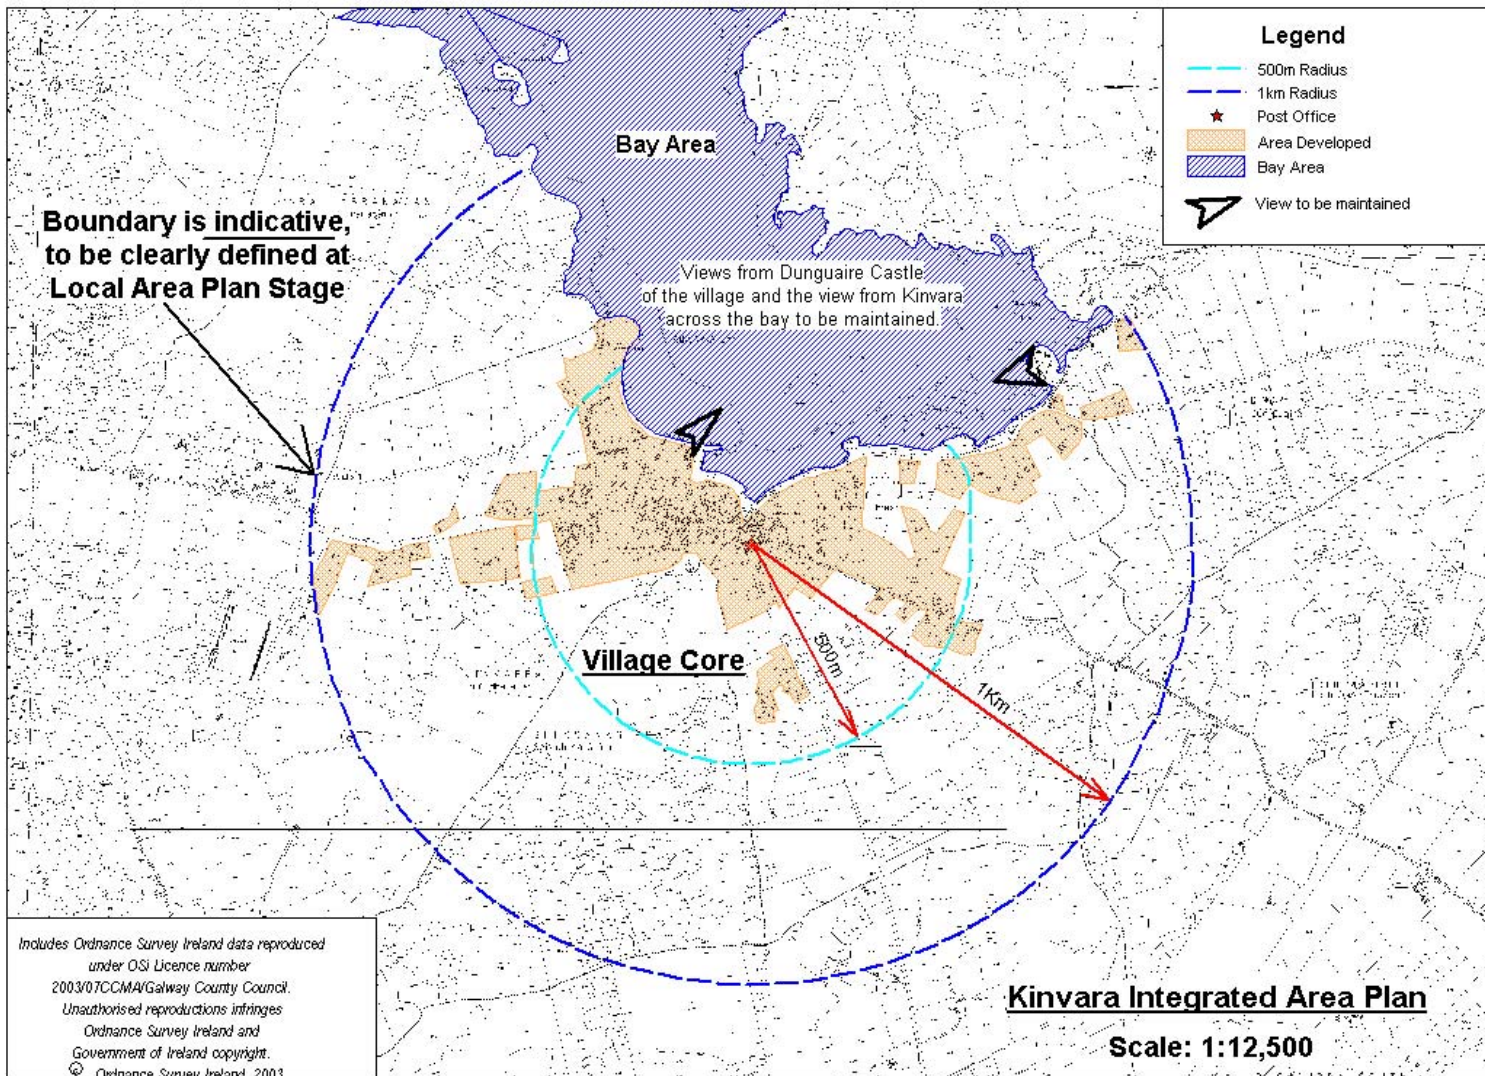 Legend
500m Radius
1km Radius
Post Office
Area Developed
Bay Area
View to be maintained
Bay Area
Boundary is indicative,
to be clearly defined at
Local Area Plan Stage
Views from Dunguaire Castle
of the village and the view from Kinvara
across the bay to be maintained.
Village Core
500m
1Km
Includes Ordnance Survey Ireland data reproduced
under OSi Licence number
2003/07CCMA/Galway County Council.
Unauthorised reproductions infringes
Ordnance Survey Ireland and
Government of Ireland copyright.
© Ordnance Survey Ireland, 2003
Kinvara Integrated Area Plan
Scale: 1:12,500